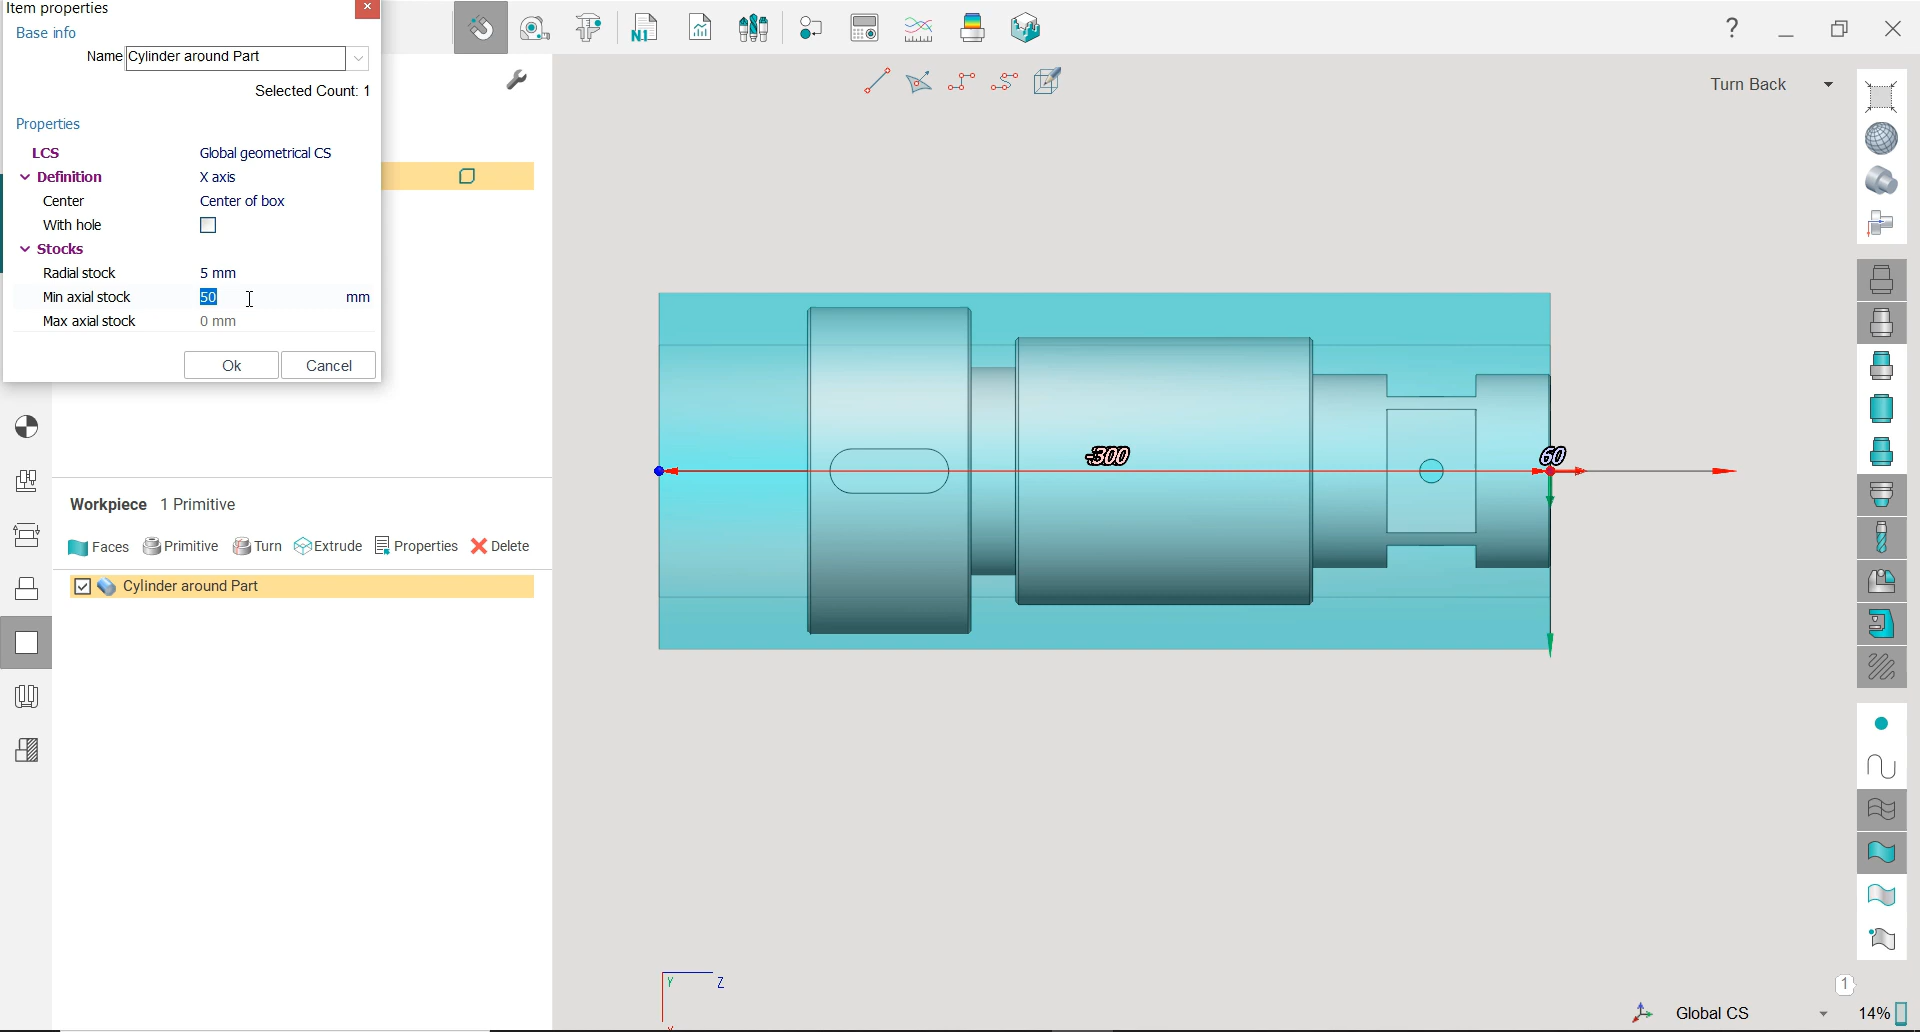 Item properties
Base info
Name Cylinder around Part
Selected Count: 1
Properties
LCS Global geometrical CS
Definition X axis
Center Center of box
With hole
Stocks
Radial stock 5 mm
Min axial stock 50 mm
Max axial stock 0 mm
Ok Cancel
N1
Turn Back
-300
60
Workpiece 1 Primitive
Faces Primitive Turn Extrude Properties Delete
Cylinder around Part
Y Z
X
1
Global CS 14%